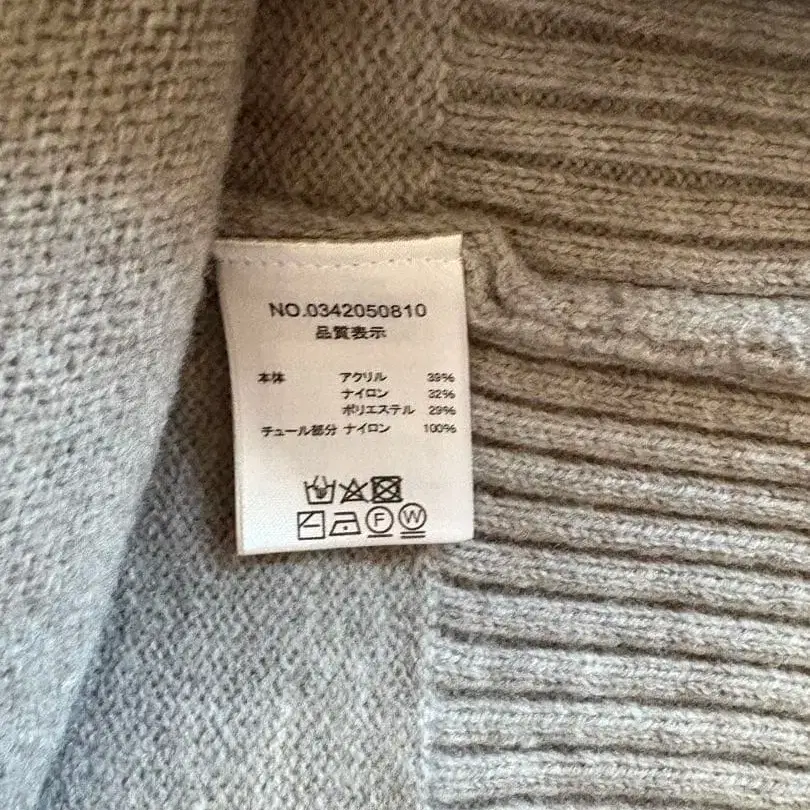 NO.0342050810
品質表示
本体 アクリル 39%
ナイロン 32%
ポリエステル 29%
チュール部分 ナイロン 100%
F W